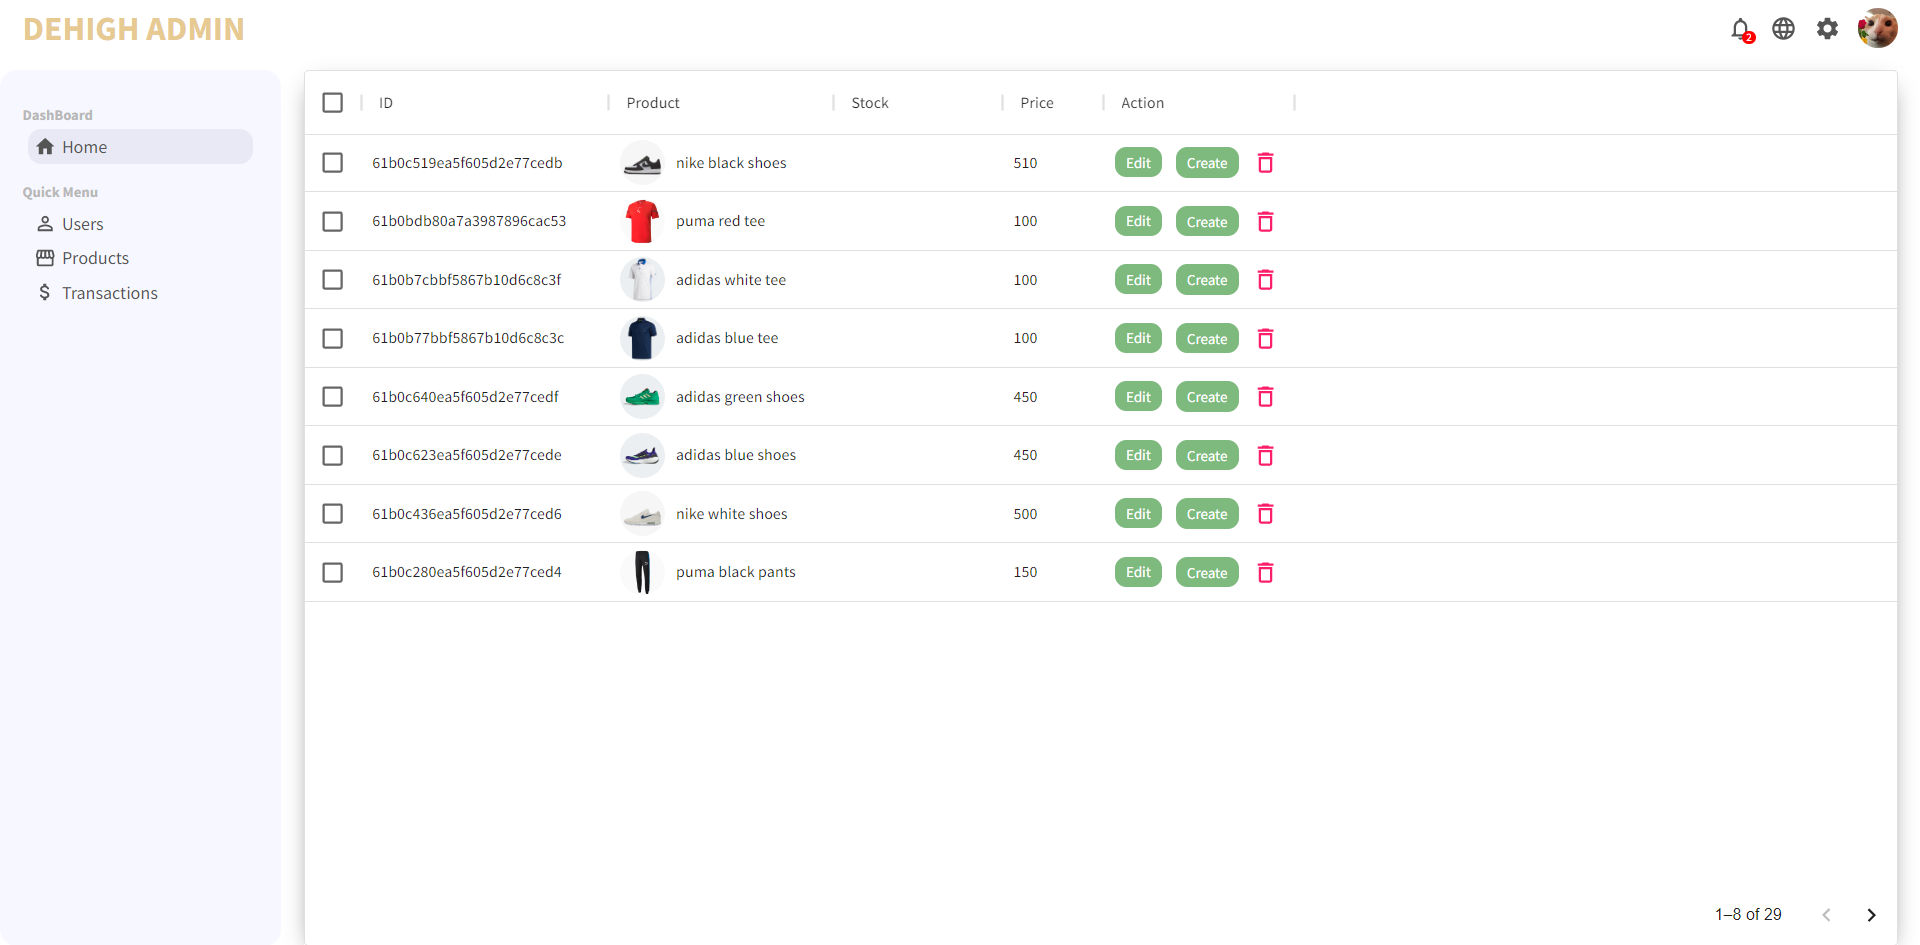 DEHIGH ADMIN
2
DashBoard
Home
Quick Menu
Users
Products
Transactions
ID Product Stock Price Action
61b0c519ea5f605d2e77cedb nike black shoes 510 Edit Create
61b0bdb80a7a3987896cac53 puma red tee 100 Edit Create
61b0b7cbbf5867b10d6c8c3f adidas white tee 100 Edit Create
61b0b77bbf5867b10d6c8c3c adidas blue tee 100 Edit Create
61b0c640ea5f605d2e77cedf adidas green shoes 450 Edit Create
61b0c623ea5f605d2e77cede adidas blue shoes 450 Edit Create
61b0c436ea5f605d2e77ced6 nike white shoes 500 Edit Create
61b0c280ea5f605d2e77ced4 puma black pants 150 Edit Create
1–8 of 29